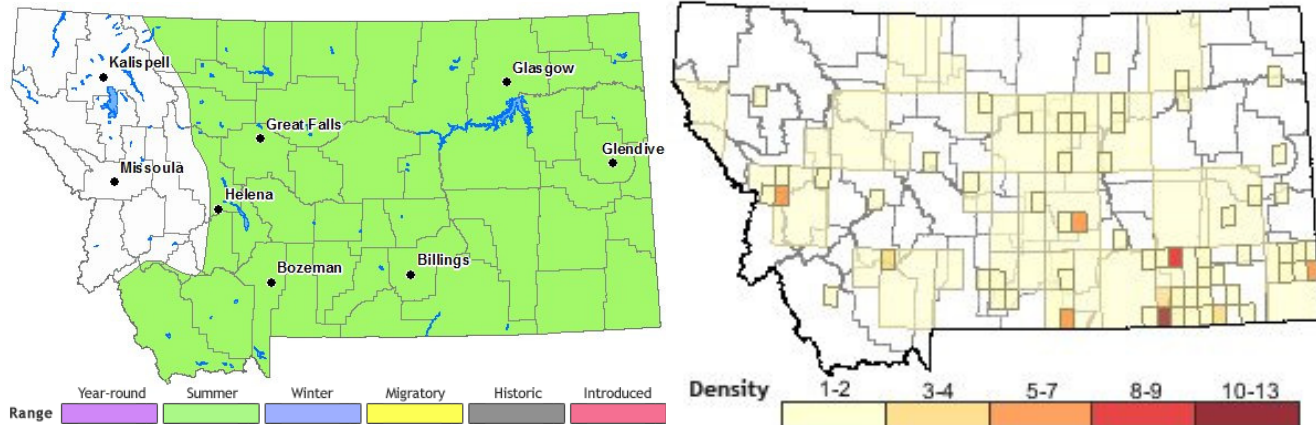 Kalispell
Glasgow
Great Falls
Glendive
Missoula
Helena
Bozeman
Billings
Year-round Summer Winter Migratory Historic Introduced
Range
Density 1-2 3-4 5-7 8-9 10-13